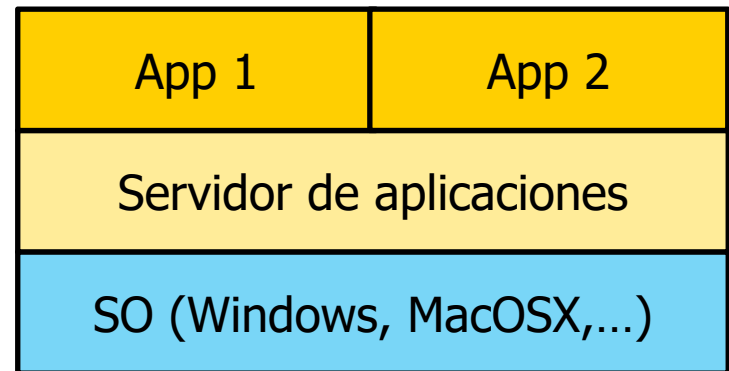 App 1
App 2
Servidor de aplicaciones
SO (Windows, MacOSX,...)